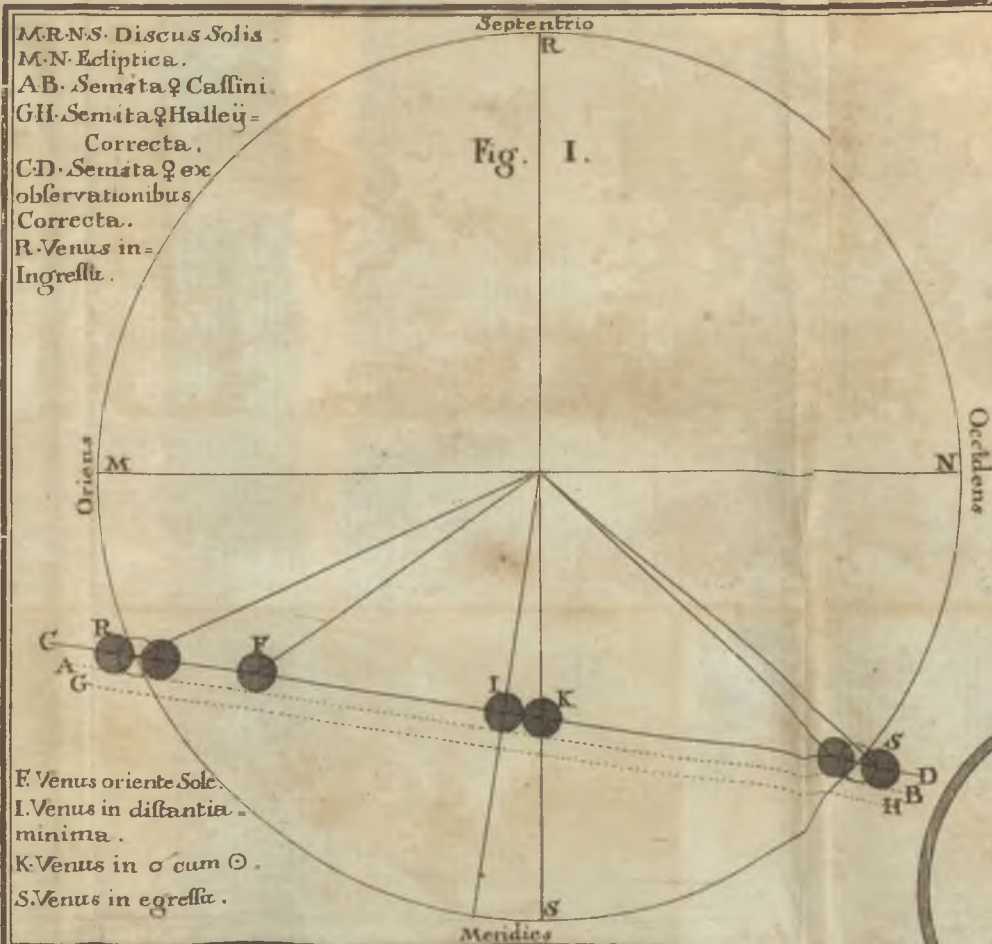 Septentrio
M·R·N·S· Discus Solis.
M·N· Ecliptica.
A·B· Semita ♀ Caſſini.
G·H· Semita ♀ Halleÿ=
Correcta.
C·D· Semita ♀ ex
obſervationibus
Correcta.
R·Venus in=
Ingreſſu.
R
Fig. I.
Oriens
M
N
Occidens
C
R
F
A
G
I
K
S
D
B
H
F. Venus oriente Sole.
I. Venus in diſtantia=
minima.
K·Venus in ☌ cum ☉.
S.Venus in egreſſu.
S
Meridies